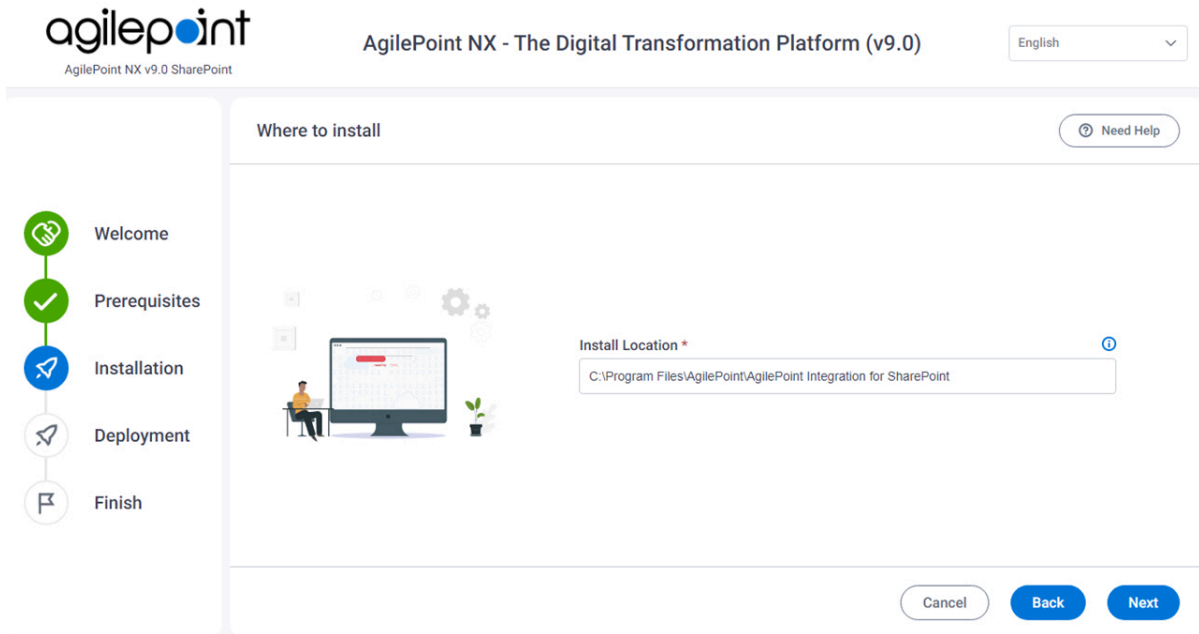 agilepoint
AgilePoint NX v9.0 SharePoint
AgilePoint NX - The Digital Transformation Platform (v9.0)
English
Where to install
Need Help
Welcome
Prerequisites
Installation
Deployment
Finish
Install Location *
C:\Program Files\AgilePoint\AgilePoint Integration for SharePoint
Cancel
Back
Next